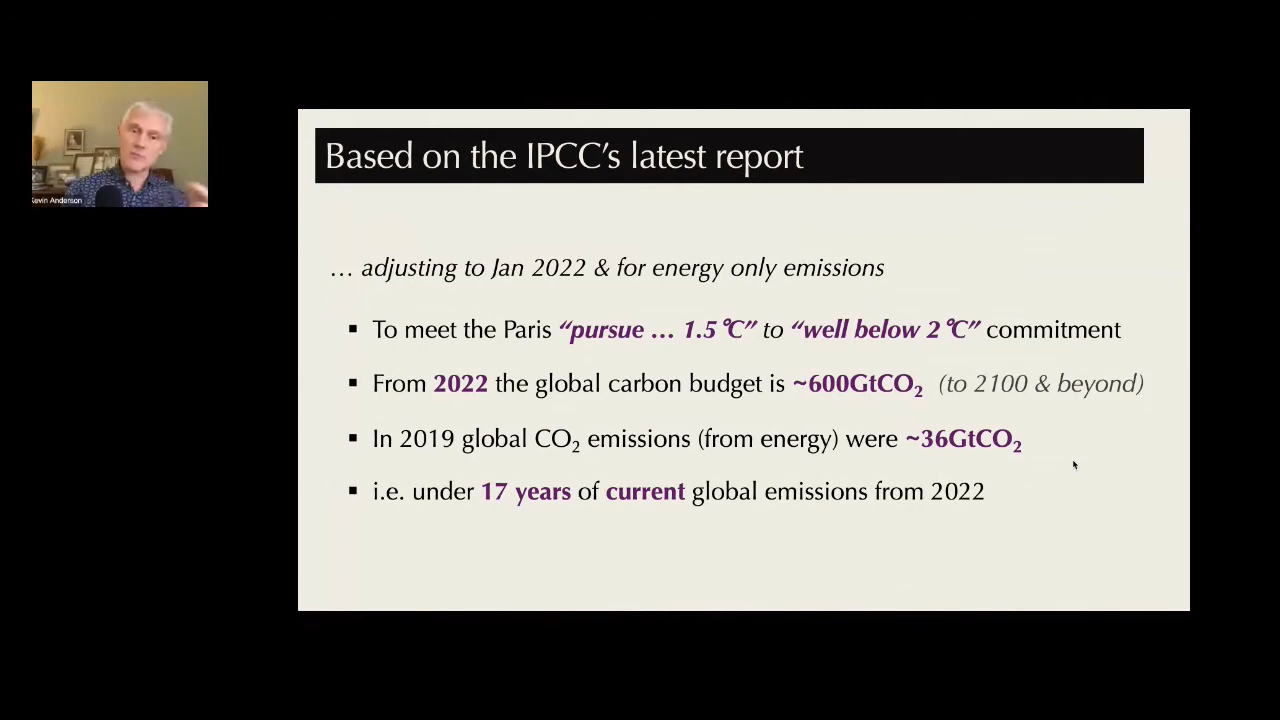 Based on the IPCC’s latest report
… adjusting to Jan 2022 & for energy only emissions
▪ To meet the Paris “pursue … 1.5℃” to “well below 2℃” commitment
▪ From 2022 the global carbon budget is ~600GtCO₂ (to 2100 & beyond)
▪ In 2019 global CO₂ emissions (from energy) were ~36GtCO₂
▪ i.e. under 17 years of current global emissions from 2022
Kevin Anderson